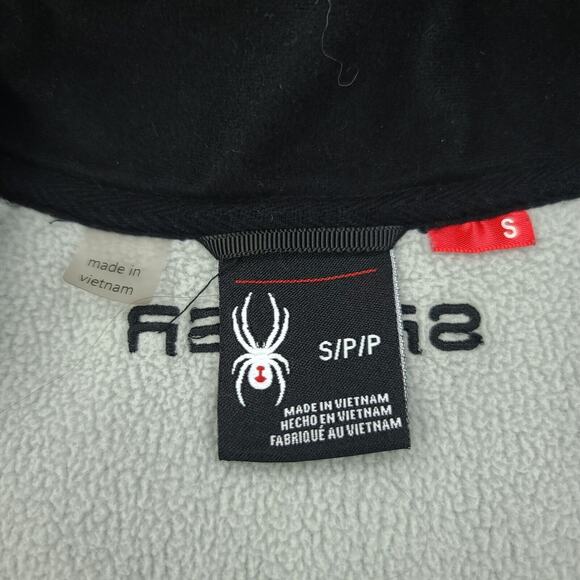 S
made in
vietnam
S/P/P
MADE IN VIETNAM
HECHO EN VIETNAM
FABRIQUÉ AU VIETNAM